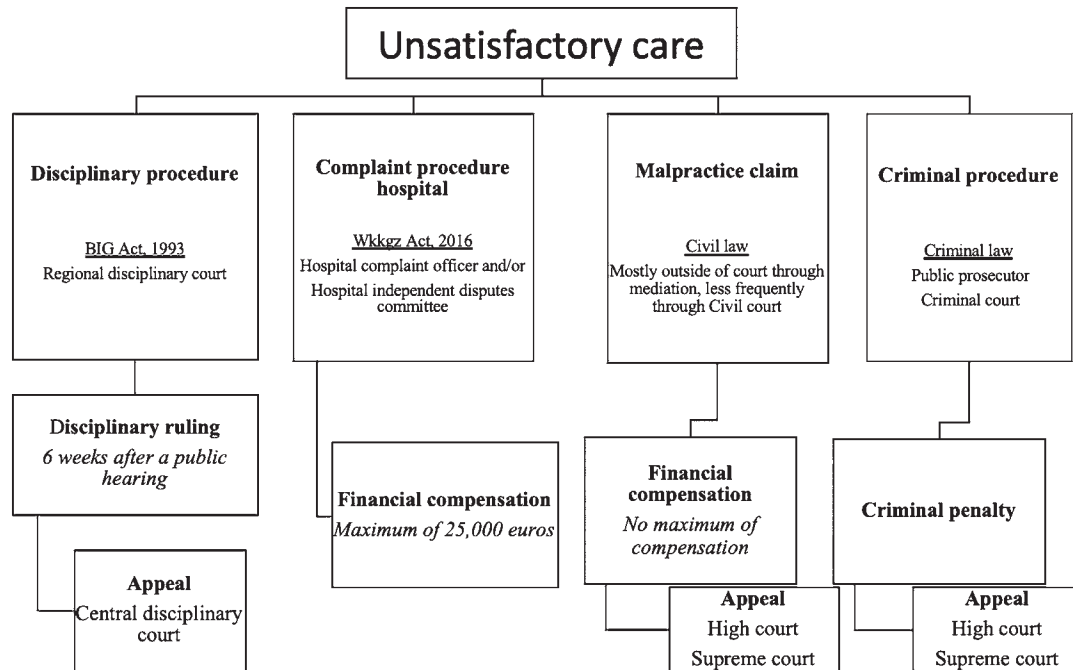 Unsatisfactory care
Disciplinary procedure
BIG Act, 1993
Regional disciplinary court
Complaint procedure
hospital
Wkkgz Act, 2016
Hospital complaint officer and/or
Hospital independent disputes
committee
Malpractice claim
Civil law
Mostly outside of court through
mediation, less frequently
through Civil court
Criminal procedure
Criminal law
Public prosecutor
Criminal court
Disciplinary ruling
6 weeks after a public
hearing
Financial compensation
Maximum of 25,000 euros
Financial
compensation
No maximum of
compensation
Criminal penalty
Appeal
Central disciplinary
court
Appeal
High court
Supreme court
Appeal
High court
Supreme court